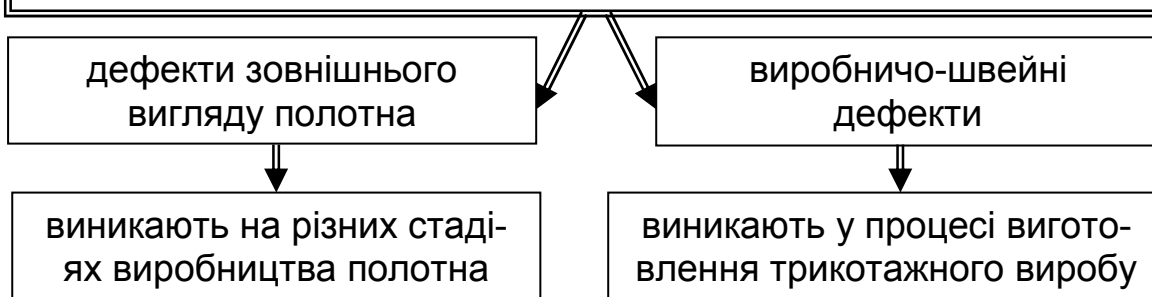 дефекти зовнішнього
вигляду полотна
виробничо-швейні
дефекти
виникають на різних стаді-
ях виробництва полотна
виникають у процесі вигото-
влення трикотажного виробу